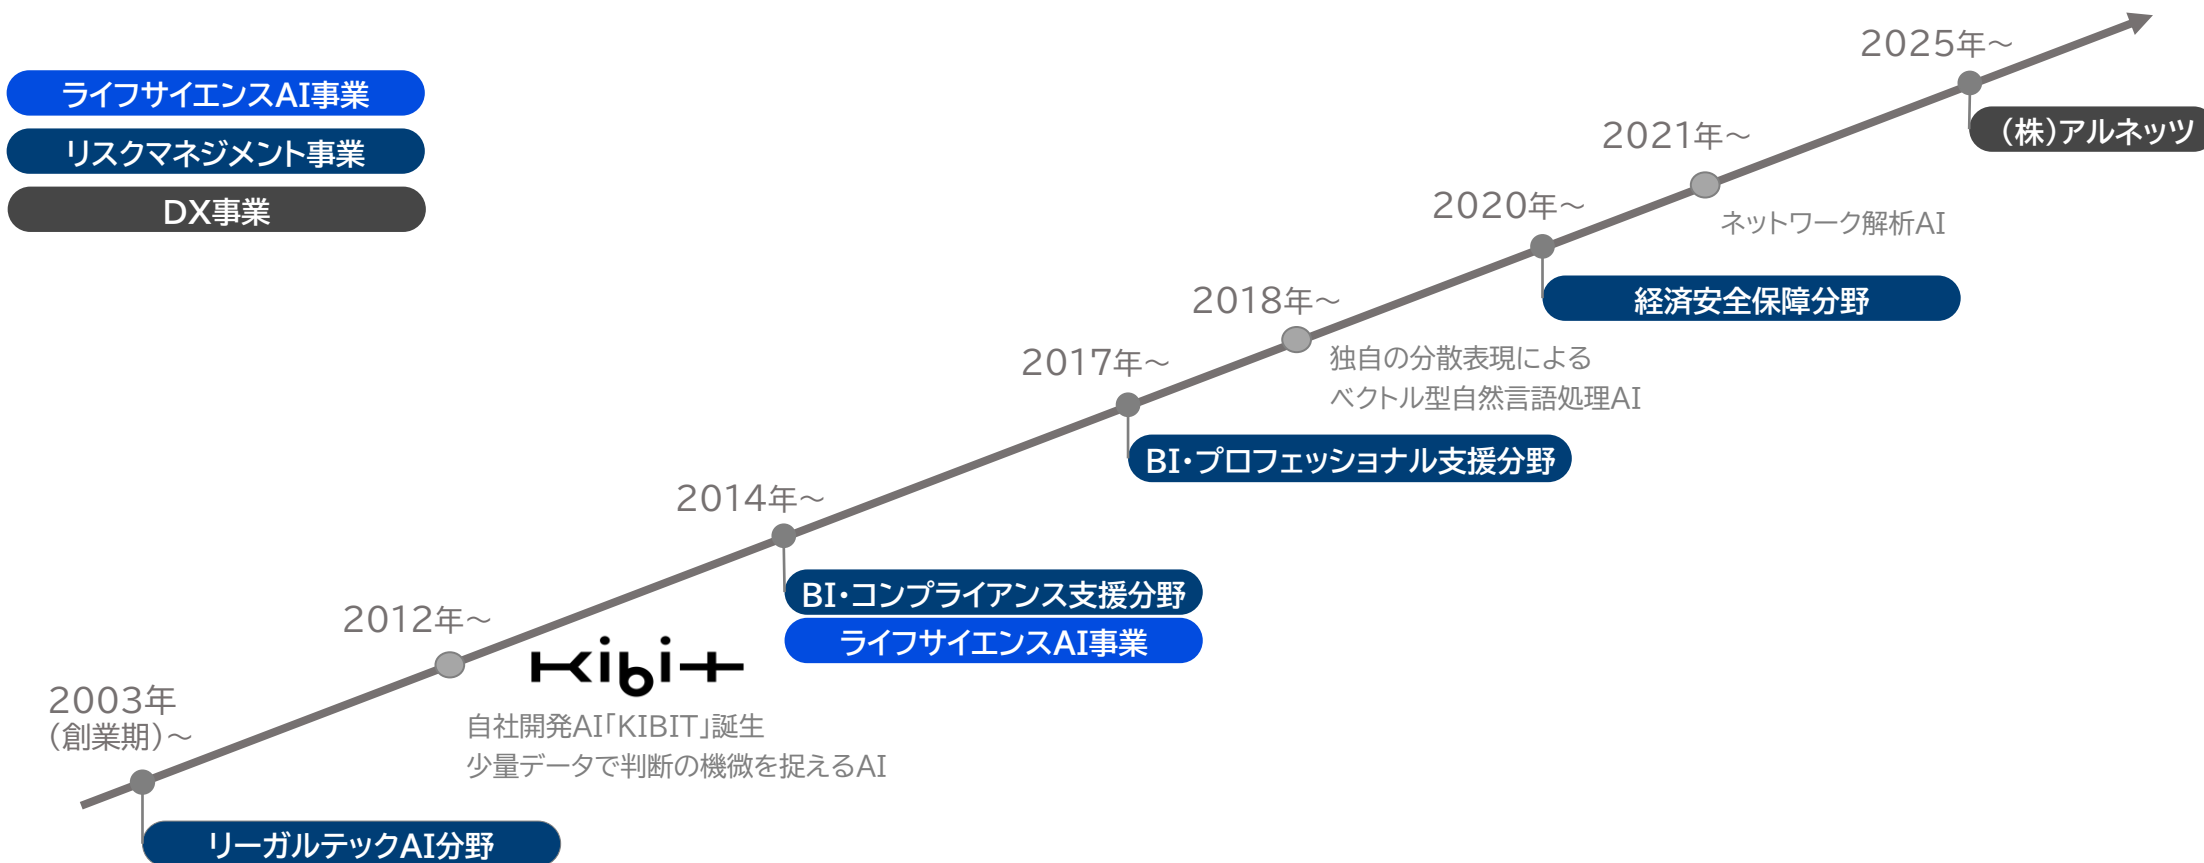 ライフサイエンスAI事業
リスクマネジメント事業
DX事業
2003年
（創業期）～
リーガルテックAI分野
2012年～
Kibit
自社開発AI「KIBIT」誕生
少量データで判断の機微を捉えるAI
2014年～
BI・コンプライアンス支援分野
ライフサイエンスAI事業
2017年～
BI・プロフェッショナル支援分野
2018年～
独自の分散表現による
ベクトル型自然言語処理AI
2020年～
経済安全保障分野
2021年～
ネットワーク解析AI
2025年～
（株）アルネッツ